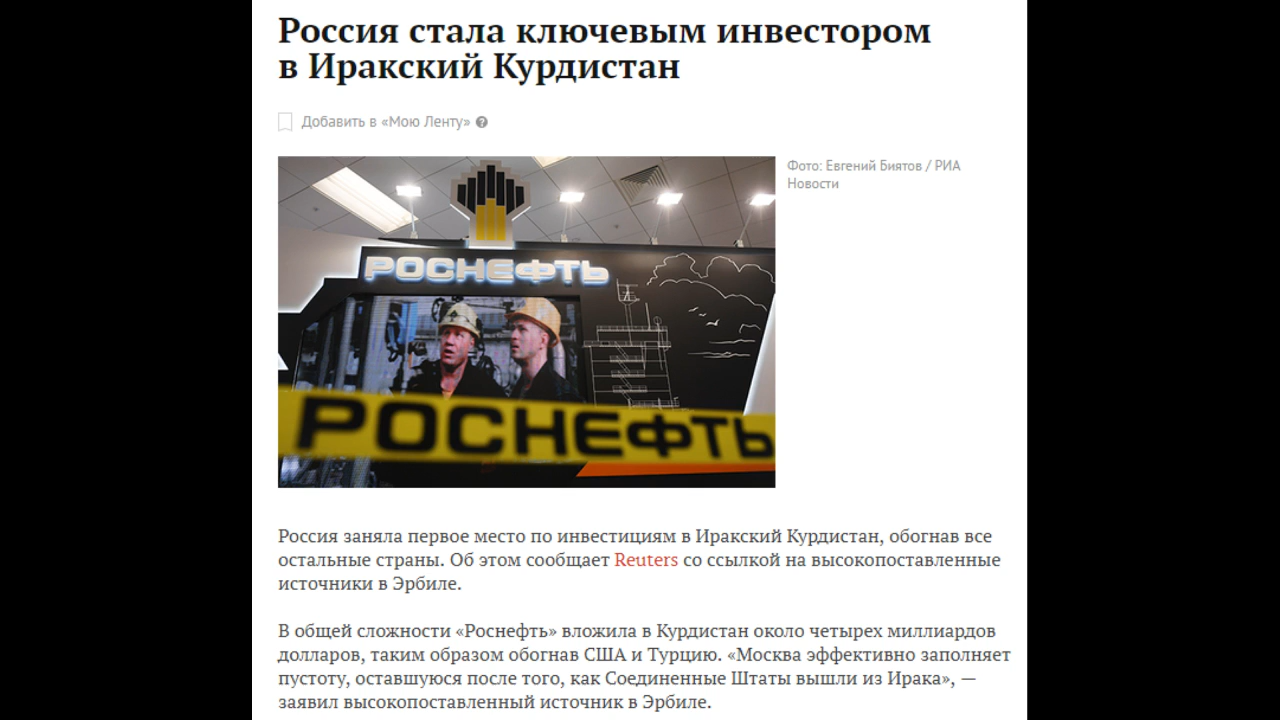 Россия стала ключевым инвестором
в Иракский Курдистан
Добавить в «Мою Ленту» ?
Фото: Евгений Биятов / РИА
Новости
РОСНЕФТЬ
РОСНЕФТЬ
Россия заняла первое место по инвестициям в Иракский Курдистан, обогнав все
остальные страны. Об этом сообщает Reuters со ссылкой на высокопоставленные
источники в Эрбиле.
В общей сложности «Роснефть» вложила в Курдистан около четырех миллиардов
долларов, таким образом обогнав США и Турцию. «Москва эффективно заполняет
пустоту, оставшуюся после того, как Соединенные Штаты вышли из Ирака», —
заявил высокопоставленный источник в Эрбиле.